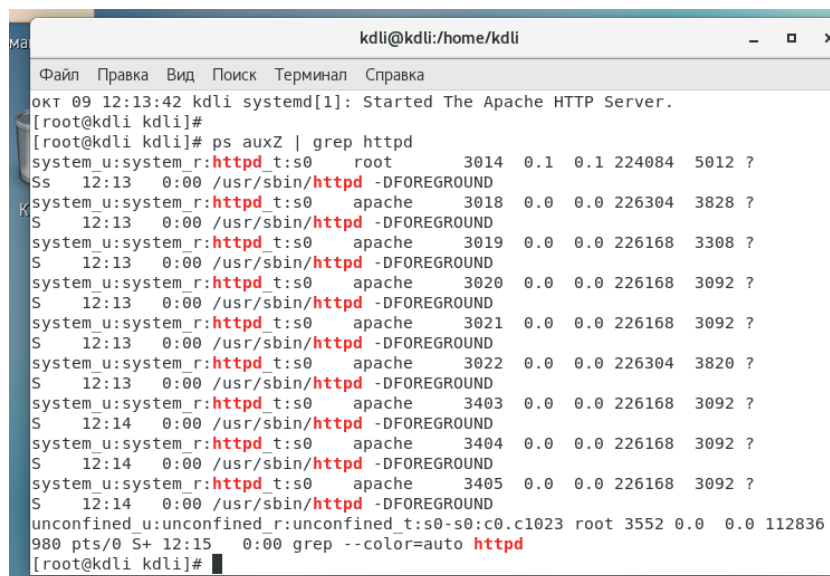 ма
kdli@kdli:/home/kdli
Файл Правка Вид Поиск Терминал Справка
окт 09 12:13:42 kdli systemd[1]: Started The Apache HTTP Server.
[root@kdli kdli]#
[root@kdli kdli]# ps auxZ | grep httpd
system_u:system_r:httpd_t:s0    root      3014  0.1  0.1 224084  5012 ?
Ss   12:13   0:00 /usr/sbin/httpd -DFOREGROUND
system_u:system_r:httpd_t:s0    apache    3018  0.0  0.0 226304  3828 ?
S    12:13   0:00 /usr/sbin/httpd -DFOREGROUND
system_u:system_r:httpd_t:s0    apache    3019  0.0  0.0 226168  3308 ?
S    12:13   0:00 /usr/sbin/httpd -DFOREGROUND
system_u:system_r:httpd_t:s0    apache    3020  0.0  0.0 226168  3092 ?
S    12:13   0:00 /usr/sbin/httpd -DFOREGROUND
system_u:system_r:httpd_t:s0    apache    3021  0.0  0.0 226168  3092 ?
S    12:13   0:00 /usr/sbin/httpd -DFOREGROUND
system_u:system_r:httpd_t:s0    apache    3022  0.0  0.0 226304  3820 ?
S    12:13   0:00 /usr/sbin/httpd -DFOREGROUND
system_u:system_r:httpd_t:s0    apache    3403  0.0  0.0 226168  3092 ?
S    12:14   0:00 /usr/sbin/httpd -DFOREGROUND
system_u:system_r:httpd_t:s0    apache    3404  0.0  0.0 226168  3092 ?
S    12:14   0:00 /usr/sbin/httpd -DFOREGROUND
system_u:system_r:httpd_t:s0    apache    3405  0.0  0.0 226168  3092 ?
S    12:14   0:00 /usr/sbin/httpd -DFOREGROUND
unconfined_u:unconfined_r:unconfined_t:s0-s0:c0.c1023 root 3552 0.0  0.0 112836
980 pts/0 S+ 12:15   0:00 grep --color=auto httpd
[root@kdli kdli]#